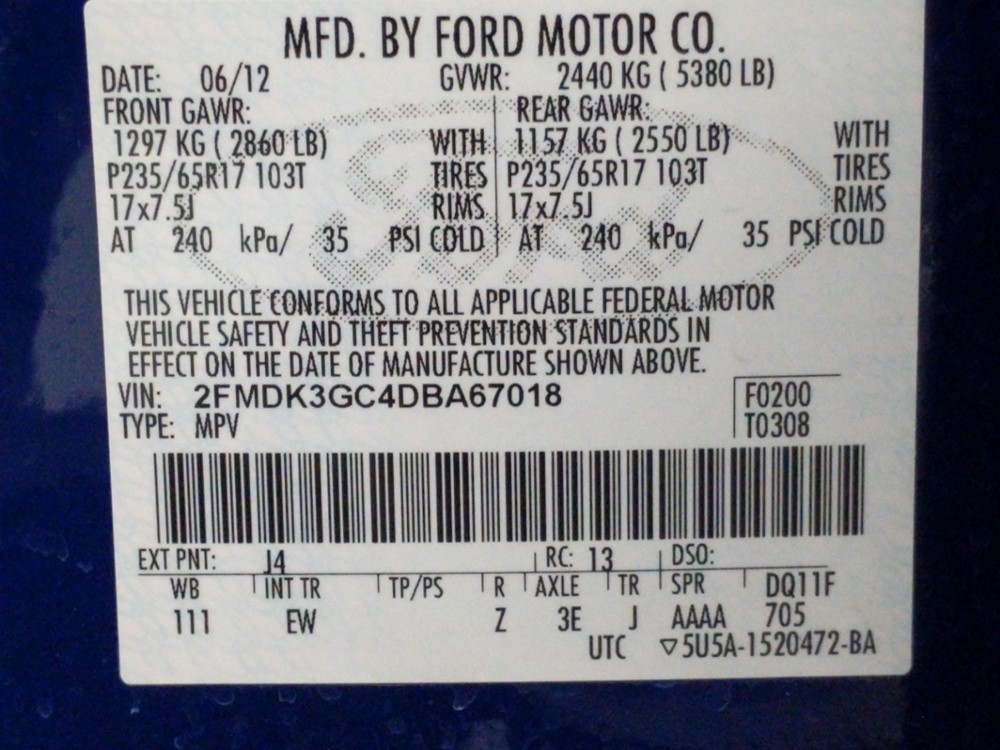 MFD. BY FORD MOTOR CO.
DATE: 06/12 GVWR: 2440 KG ( 5380 LB)
FRONT GAWR: REAR GAWR:
1297 KG ( 2860 LB) WITH 1157 KG ( 2550 LB) WITH
P235/65R17 103T TIRES P235/65R17 103T TIRES
17x7.5J RIMS 17x7.5J RIMS
AT 240 kPa/ 35 PSI COLD AT 240 kPa/ 35 PSI COLD
THIS VEHICLE CONFORMS TO ALL APPLICABLE FEDERAL MOTOR
VEHICLE SAFETY AND THEFT PREVENTION STANDARDS IN
EFFECT ON THE DATE OF MANUFACTURE SHOWN ABOVE.
VIN: 2FMDK3GC4DBA67018 F0200
TYPE: MPV T0308
EXT PNT: J4 RC: 13 DSO:
WB INT TR TP/PS R AXLE TR SPR DQ11F
111 EW Z 3E J AAAA 705
UTC ▽5U5A-1520472-BA